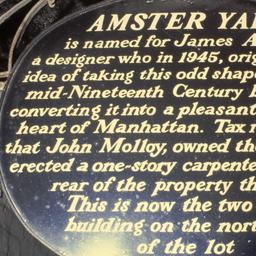 AMSTER YA
is named for James A
a designer who in 1945, orig
idea of taking this odd shape
mid-Nineteenth Century
converting it into a pleasant
heart of Manhattan. Tax r
that John Molloy, owned the
erected a one-story carpente
rear of the property th
This is now the two
building on the nort
of the lot